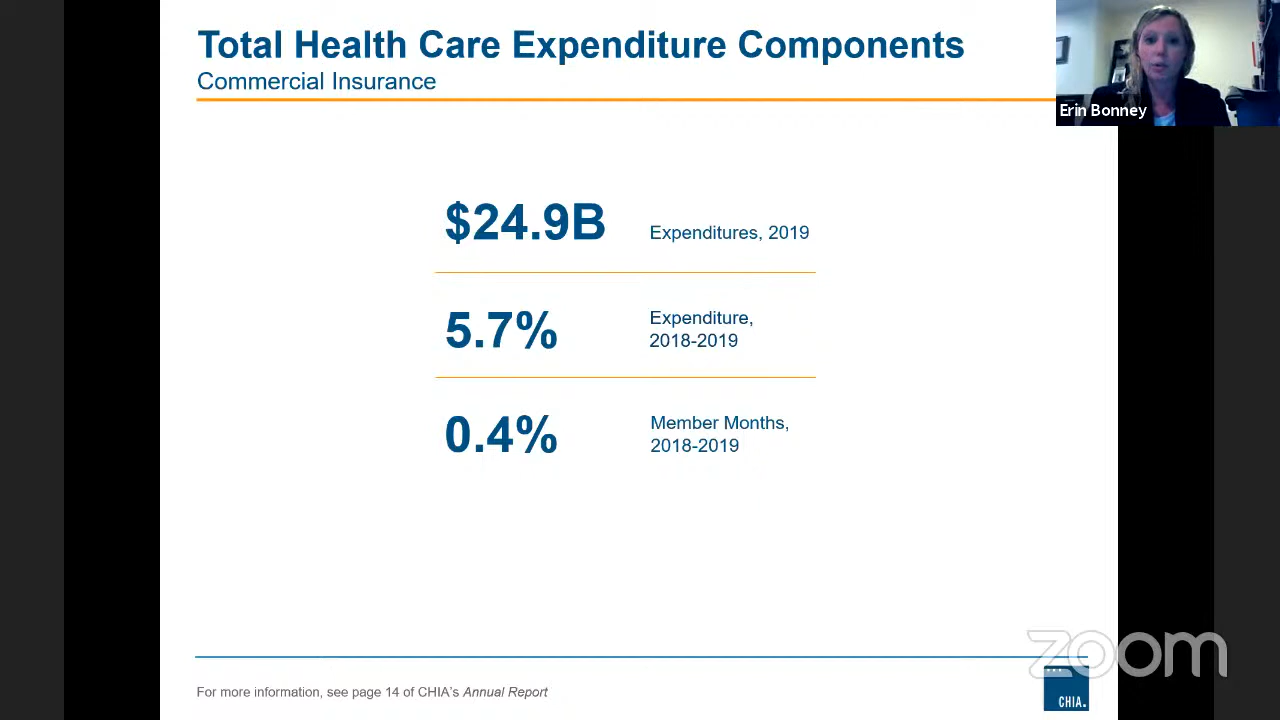 Total Health Care Expenditure Components
Commercial Insurance
Erin Bonney
$24.9B
Expenditures, 2019
5.7%
Expenditure,
2018-2019
0.4%
Member Months,
2018-2019
zoom
For more information, see page 14 of CHIA's Annual Report
CHIA.